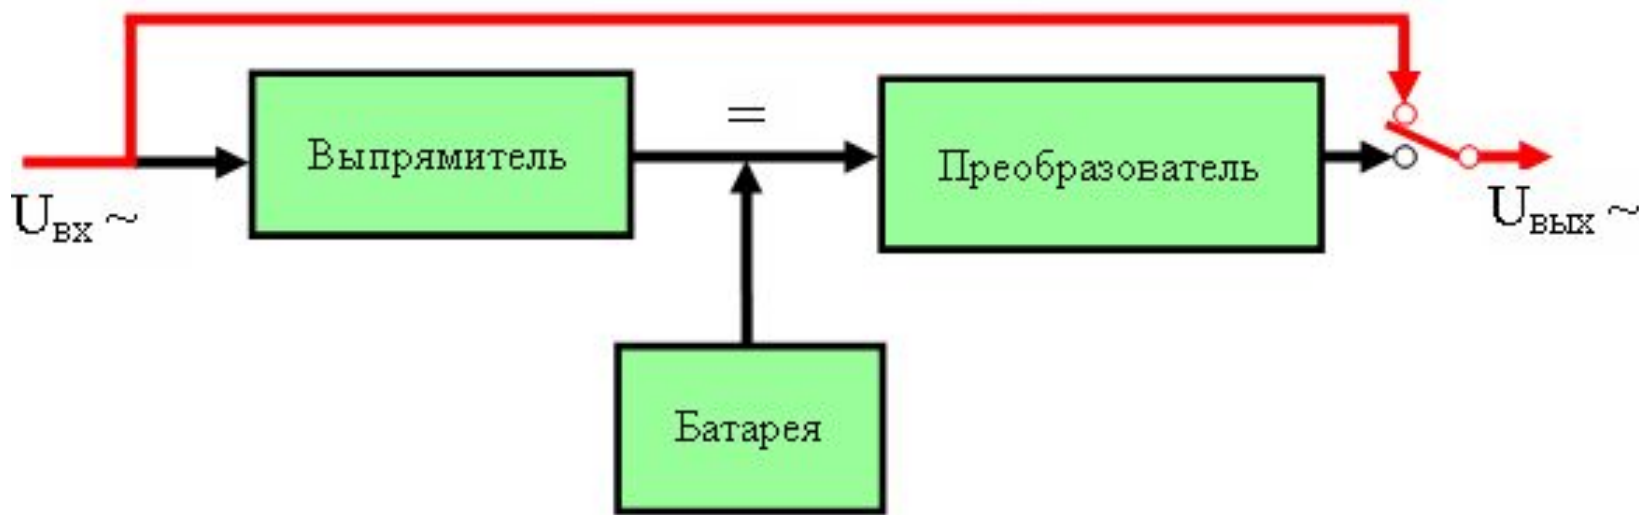 =
Выпрямитель
Преобразователь
Uвх ~
Uвых ~
Батарея